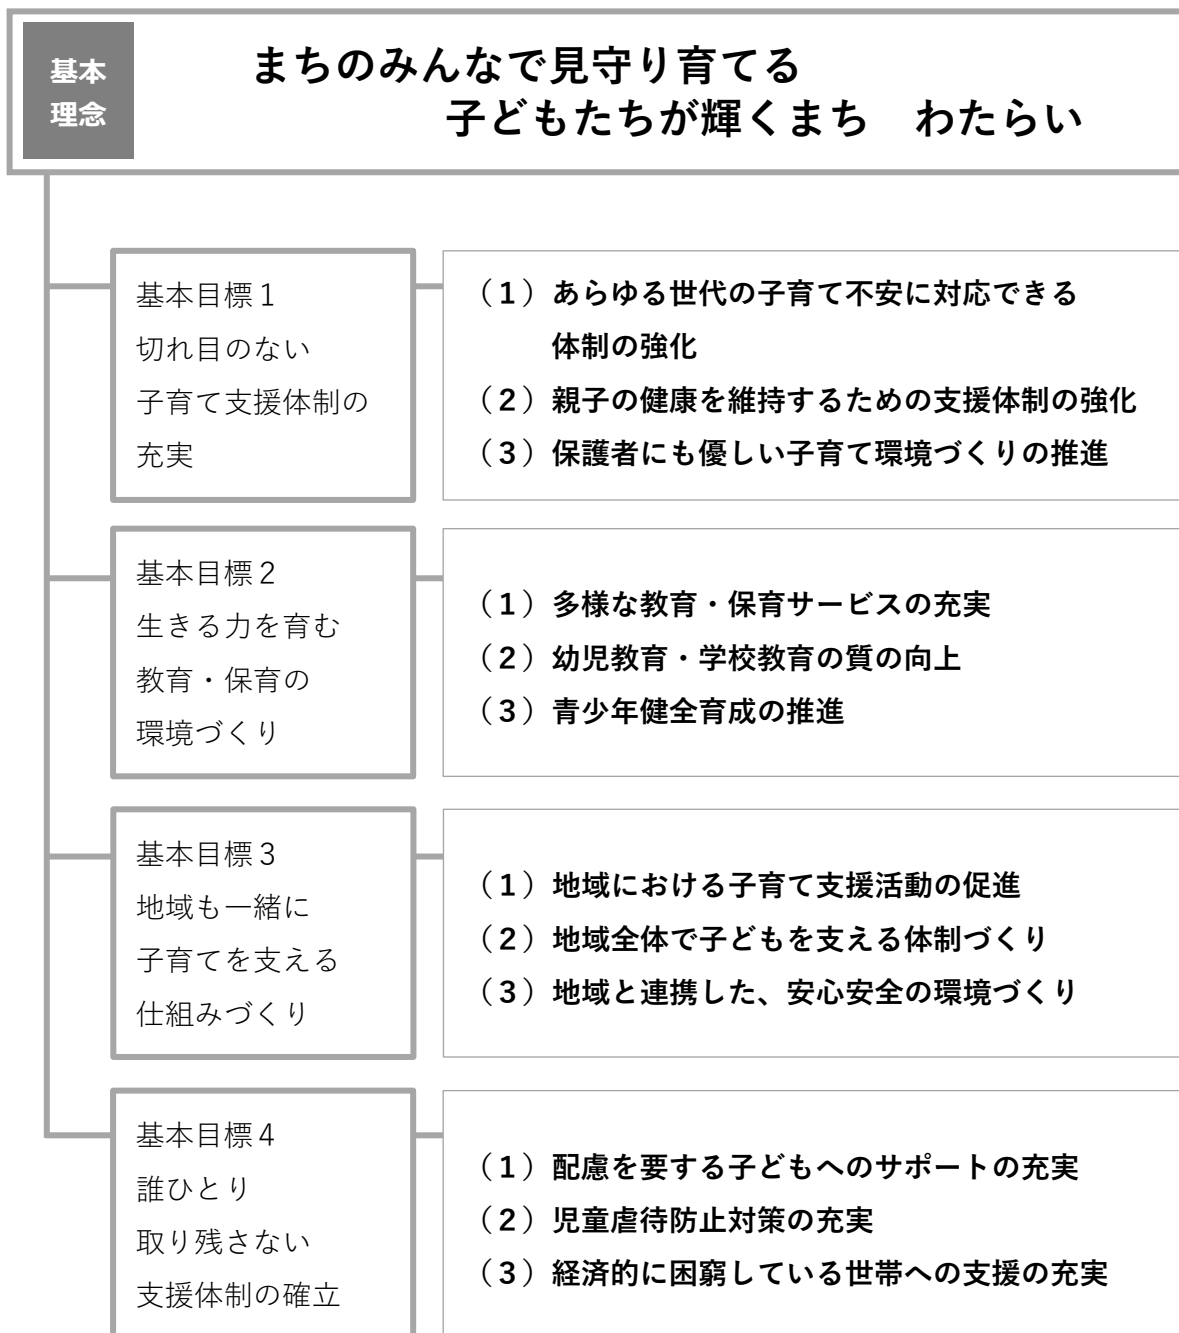 基本
理念
まちのみんなで見守り育てる
子どもたちが輝くまち　わたらい
基本目標１
切れ目のない
子育て支援体制の
充実
（１）あらゆる世代の子育て不安に対応できる
体制の強化
（２）親子の健康を維持するための支援体制の強化
（３）保護者にも優しい子育て環境づくりの推進
基本目標２
生きる力を育む
教育・保育の
環境づくり
（１）多様な教育・保育サービスの充実
（２）幼児教育・学校教育の質の向上
（３）青少年健全育成の推進
基本目標３
地域も一緒に
子育てを支える
仕組みづくり
（１）地域における子育て支援活動の促進
（２）地域全体で子どもを支える体制づくり
（３）地域と連携した、安心安全の環境づくり
基本目標４
誰ひとり
取り残さない
支援体制の確立
（１）配慮を要する子どもへのサポートの充実
（２）児童虐待防止対策の充実
（３）経済的に困窮している世帯への支援の充実